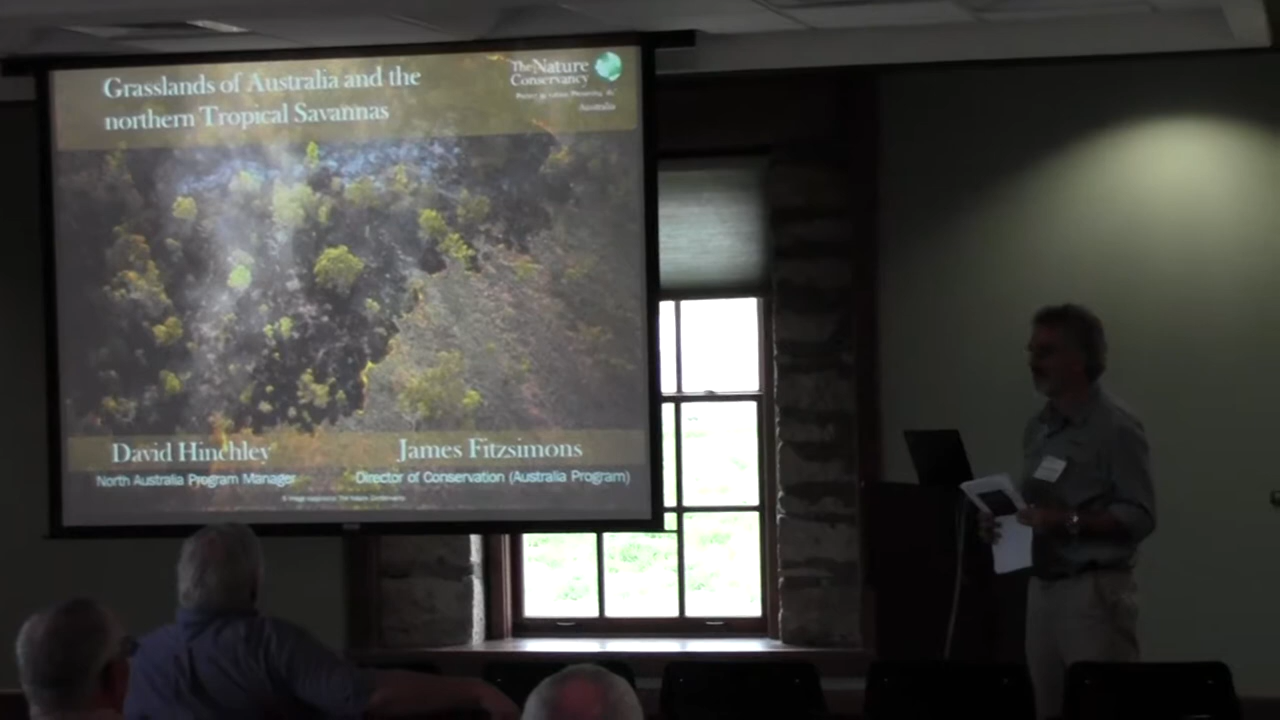 Grasslands of Australia and the
northern Tropical Savannas
The Nature
Conservancy
Australia
David Hinchley
James Fitzsimons
North Australia Program Manager
Director of Conservation (Australia Program)